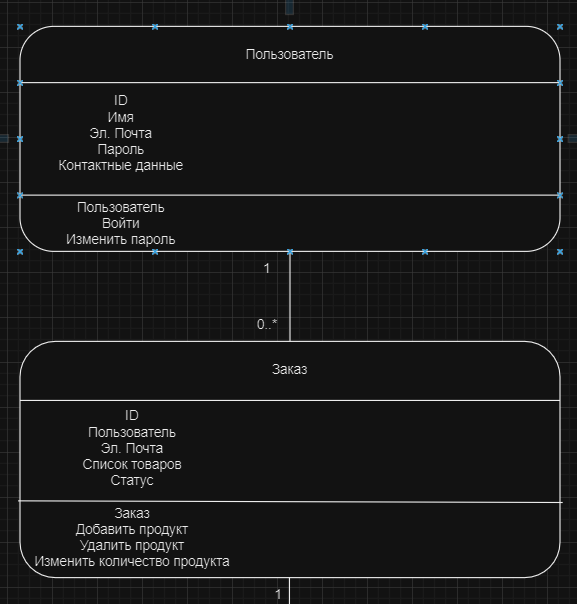 Пользователь
ID
Имя
Эл. Почта
Пароль
Контактные данные
Пользователь
Войти
Изменить пароль
1
0..*
Заказ
ID
Пользователь
Эл. Почта
Список товаров
Статус
Заказ
Добавить продукт
Удалить продукт
Изменить количество продукта
1